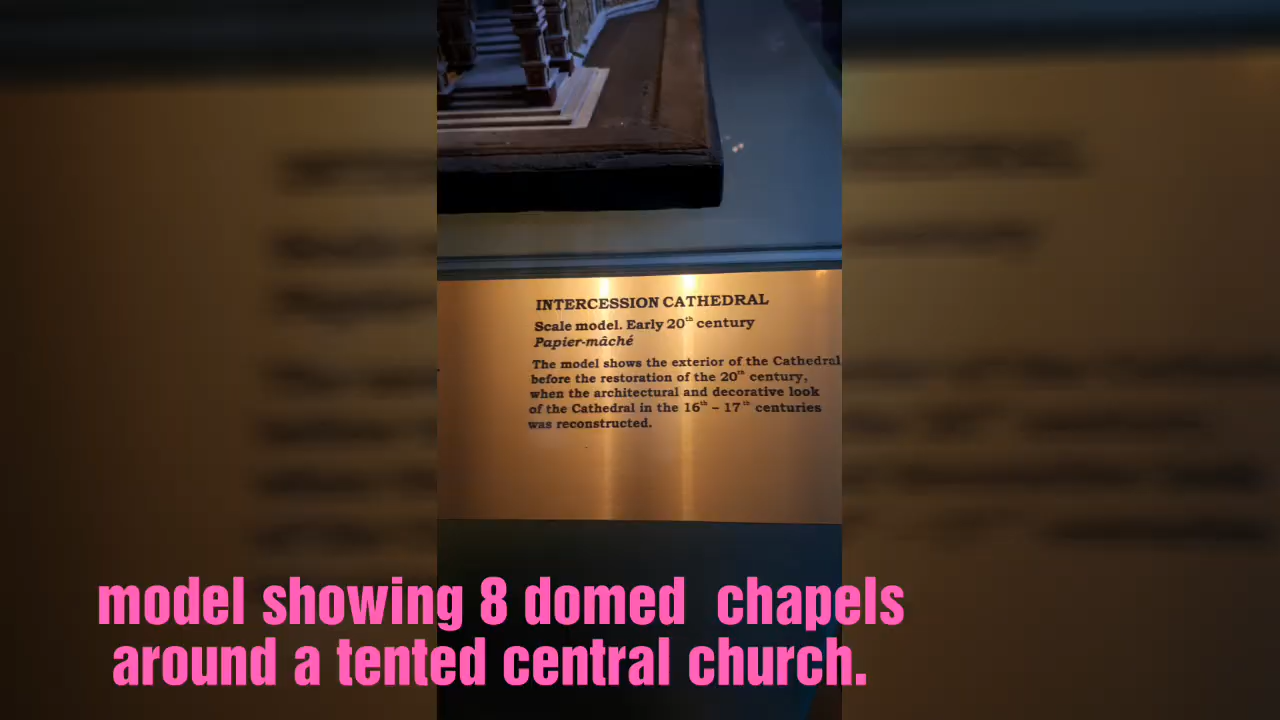 INTERCESSION CATHEDRAL
Scale model. Early 20th century
Papier-mâché
The model shows the exterior of the Cathedral
before the restoration of the 20th century,
when the architectural and decorative look
of the Cathedral in the 16th – 17th centuries
was reconstructed.
model showing 8 domed chapels
around a tented central church.